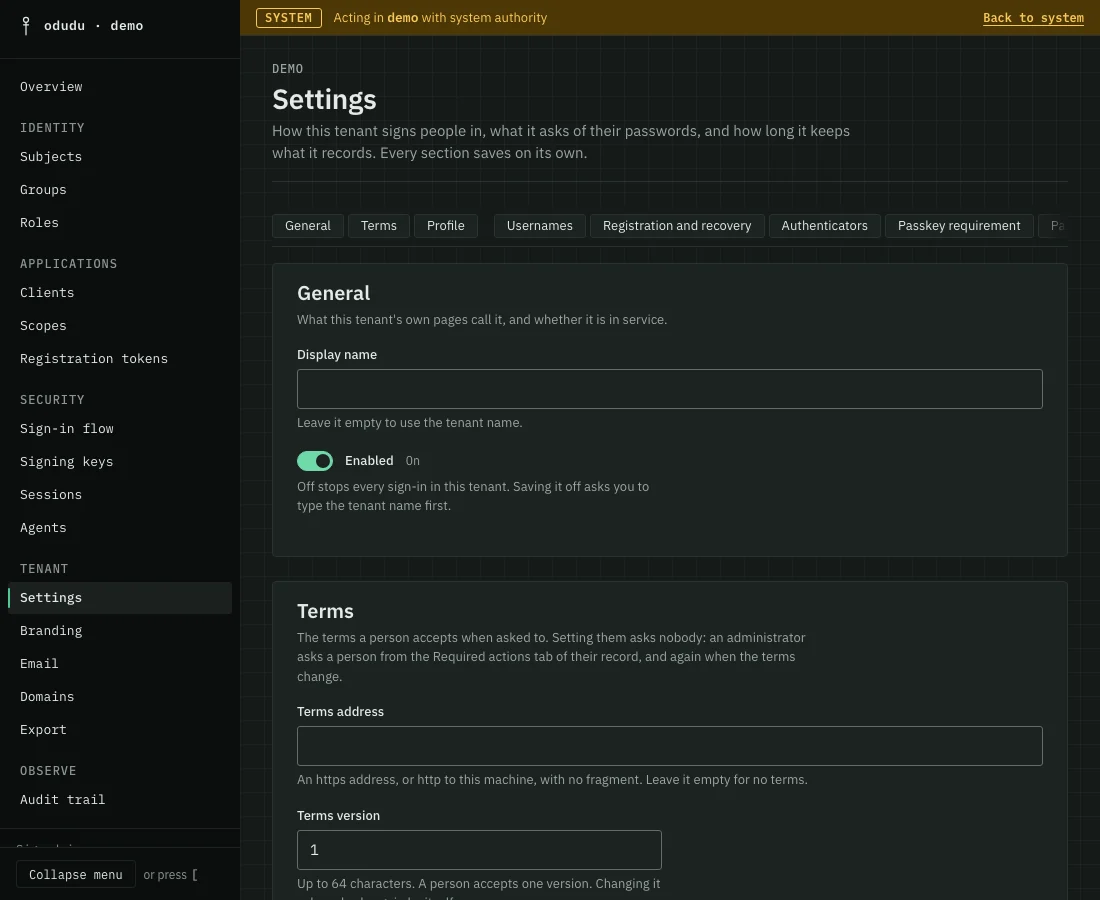 odudu · demo
Overview
IDENTITY
Subjects
Groups
Roles
APPLICATIONS
Clients
Scopes
Registration tokens
SECURITY
Sign-in flow
Signing keys
Sessions
Agents
TENANT
Settings
Branding
Email
Domains
Export
OBSERVE
Audit trail
Collapse menu or press [
SYSTEM Acting in demo with system authority Back to system
DEMO
Settings
How this tenant signs people in, what it asks of their passwords, and how long it keeps
what it records. Every section saves on its own.
General Terms Profile Usernames Registration and recovery Authenticators Passkey requirement Pa
General
What this tenant's own pages call it, and whether it is in service.
Display name
Leave it empty to use the tenant name.
Enabled On
Off stops every sign-in in this tenant. Saving it off asks you to
type the tenant name first.
Terms
The terms a person accepts when asked to. Setting them asks nobody: an administrator
asks a person from the Required actions tab of their record, and again when the terms
change.
Terms address
An https address, or http to this machine, with no fragment. Leave it empty for no terms.
Terms version
1
Up to 64 characters. A person accepts one version. Changing it